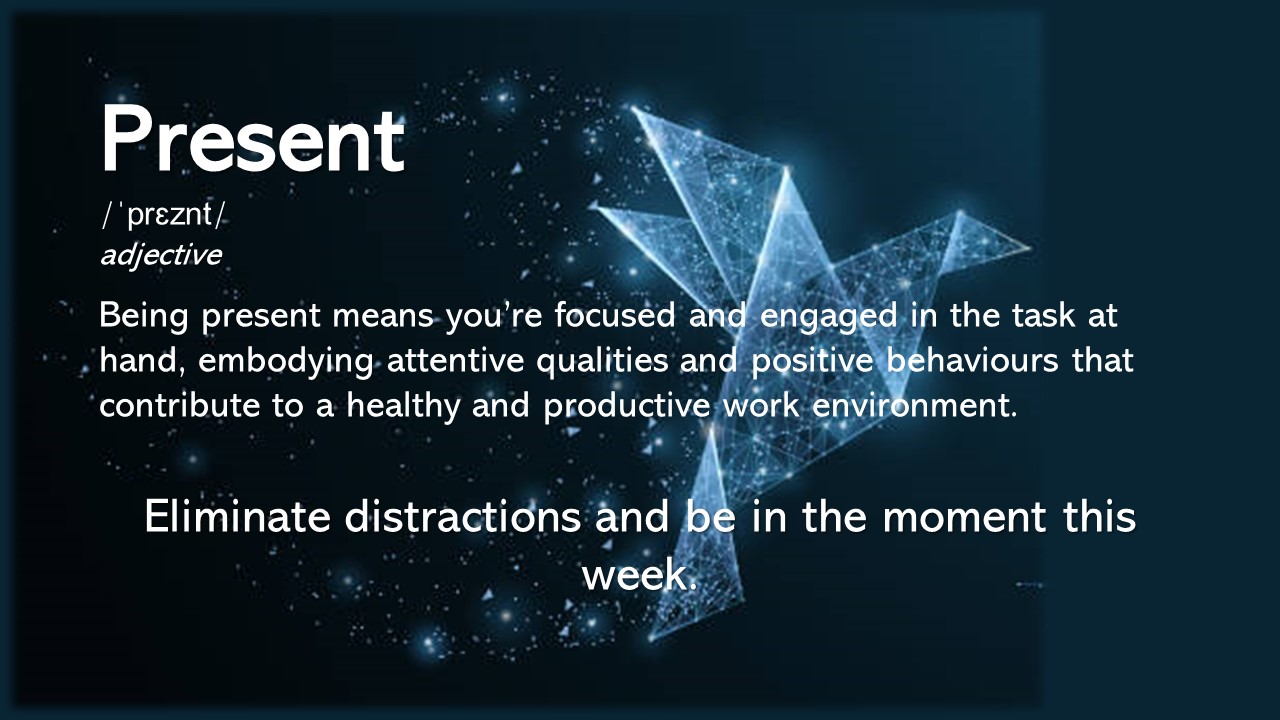 Present
/ˈprɛznt/
adjective
Being present means you’re focused and engaged in the task at
hand, embodying attentive qualities and positive behaviours that
contribute to a healthy and productive work environment.
Eliminate distractions and be in the moment this
week.